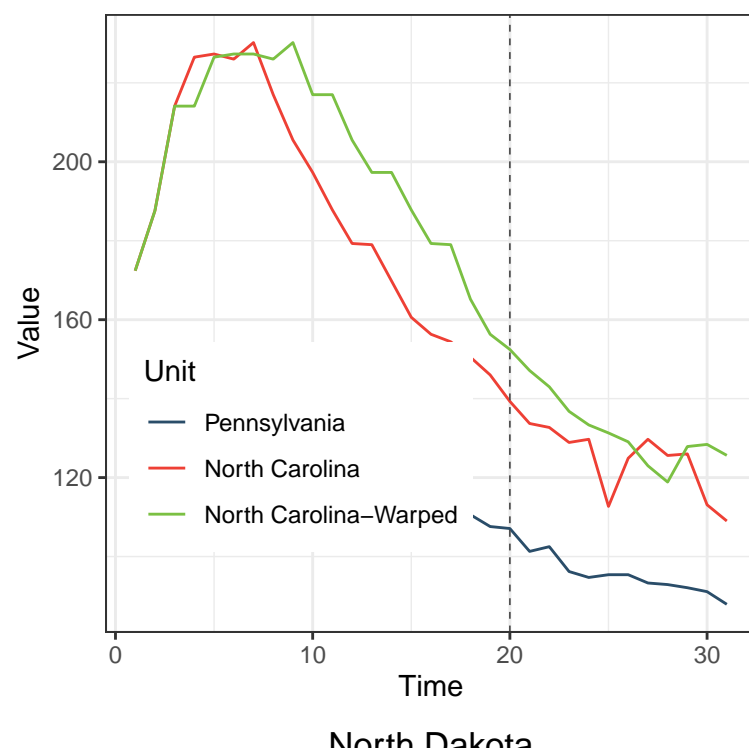 200
160
120
Value
Unit
Pennsylvania
North Carolina
North Carolina−Warped
0 10 20 30
Time
North Dakota